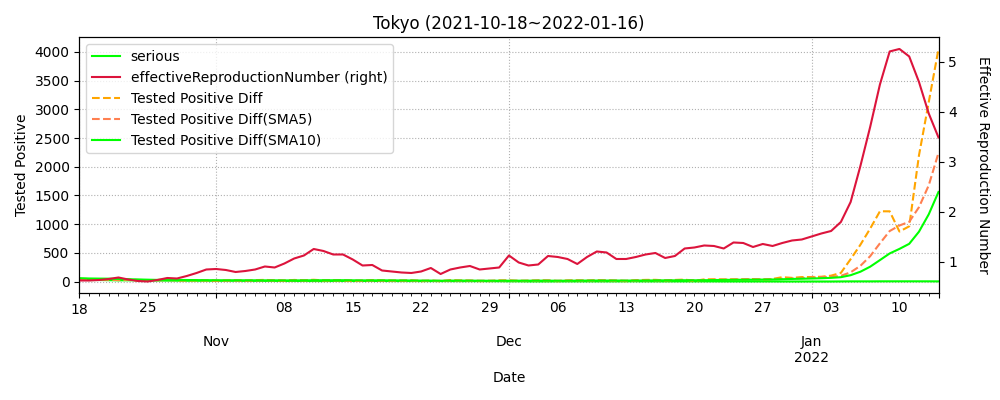 Tokyo (2021-10-18~2022-01-16)
serious
effectiveReproductionNumber (right)
Tested Positive Diff
Tested Positive Diff(SMA5)
Tested Positive Diff(SMA10)
Tested Positive
4000
3500
3000
2500
2000
1500
1000
500
0
Effective Reproduction Number
5
4
3
2
1
18 25 08 15 22 29 06 13 20 27 03 10
Nov Dec Jan
2022
Date